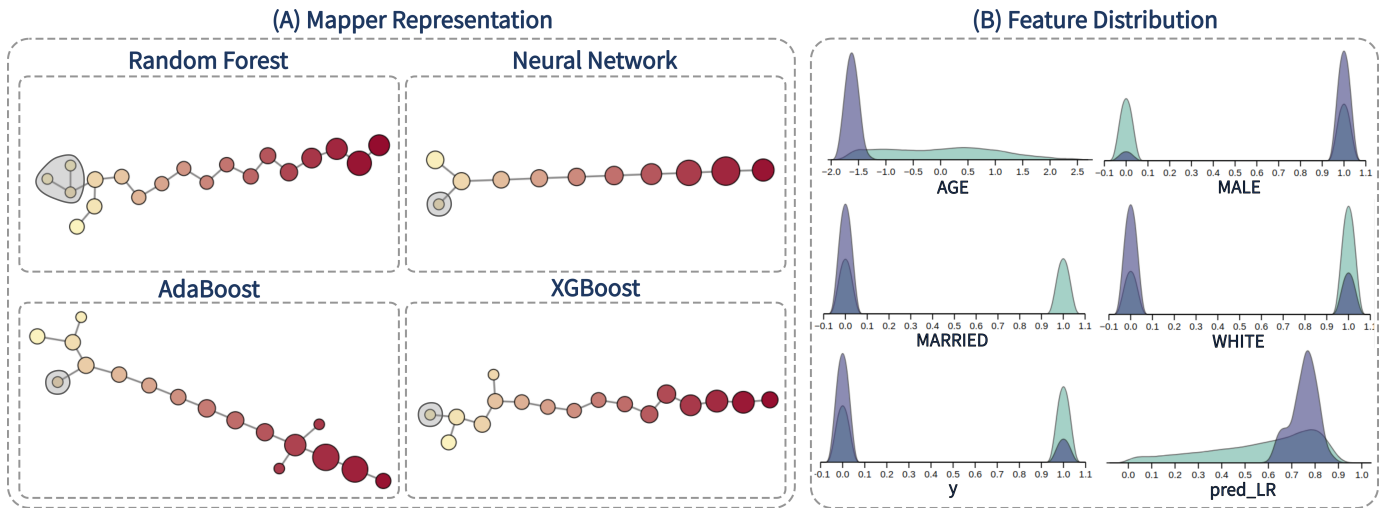 (A) Mapper Representation
(B) Feature Distribution
Random Forest
Neural Network
AdaBoost
XGBoost
−2.0 −1.5 −1.0 −0.5 0.0 0.5 1.0 1.5 2.0 2.5
AGE
−0.1 0.0 0.1 0.2 0.3 0.4 0.5 0.6 0.7 0.8 0.9 1.0 1.1
MALE
−0.1 0.0 0.1 0.2 0.3 0.4 0.5 0.6 0.7 0.8 0.9 1.0 1.1
MARRIED
−0.1 0.0 0.1 0.2 0.3 0.4 0.5 0.6 0.7 0.8 0.9 1.0 1.
WHITE
-0.1 0.0 0.1 0.2 0.3 0.4 0.5 0.6 0.7 0.8 0.9 1.0 1.1
y
0.0 0.1 0.2 0.3 0.4 0.5 0.6 0.7 0.8 0.9 1.0
pred_LR